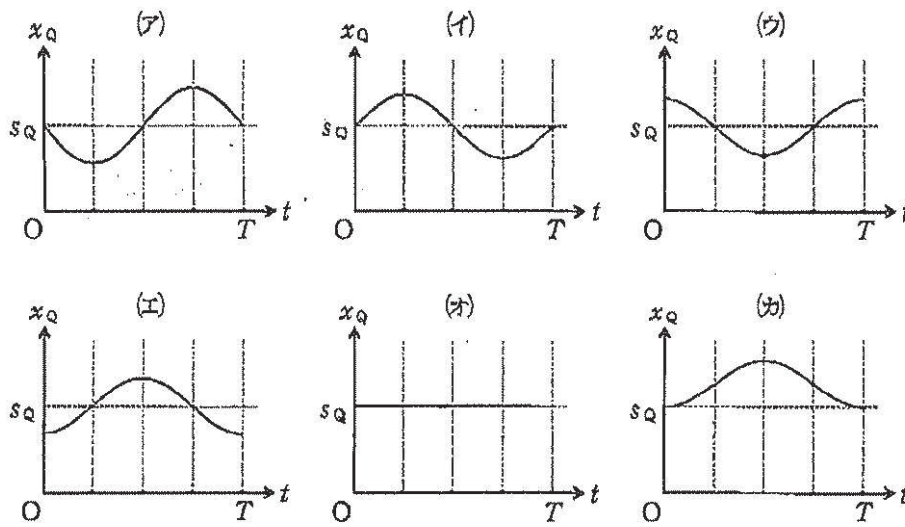 (ア) (イ) (ウ)
x_Q x_Q x_Q
s_Q s_Q s_Q
O T t O T t O T t
(エ) (オ) (カ)
x_Q x_Q x_Q
s_Q s_Q s_Q
O T t O T t O T t